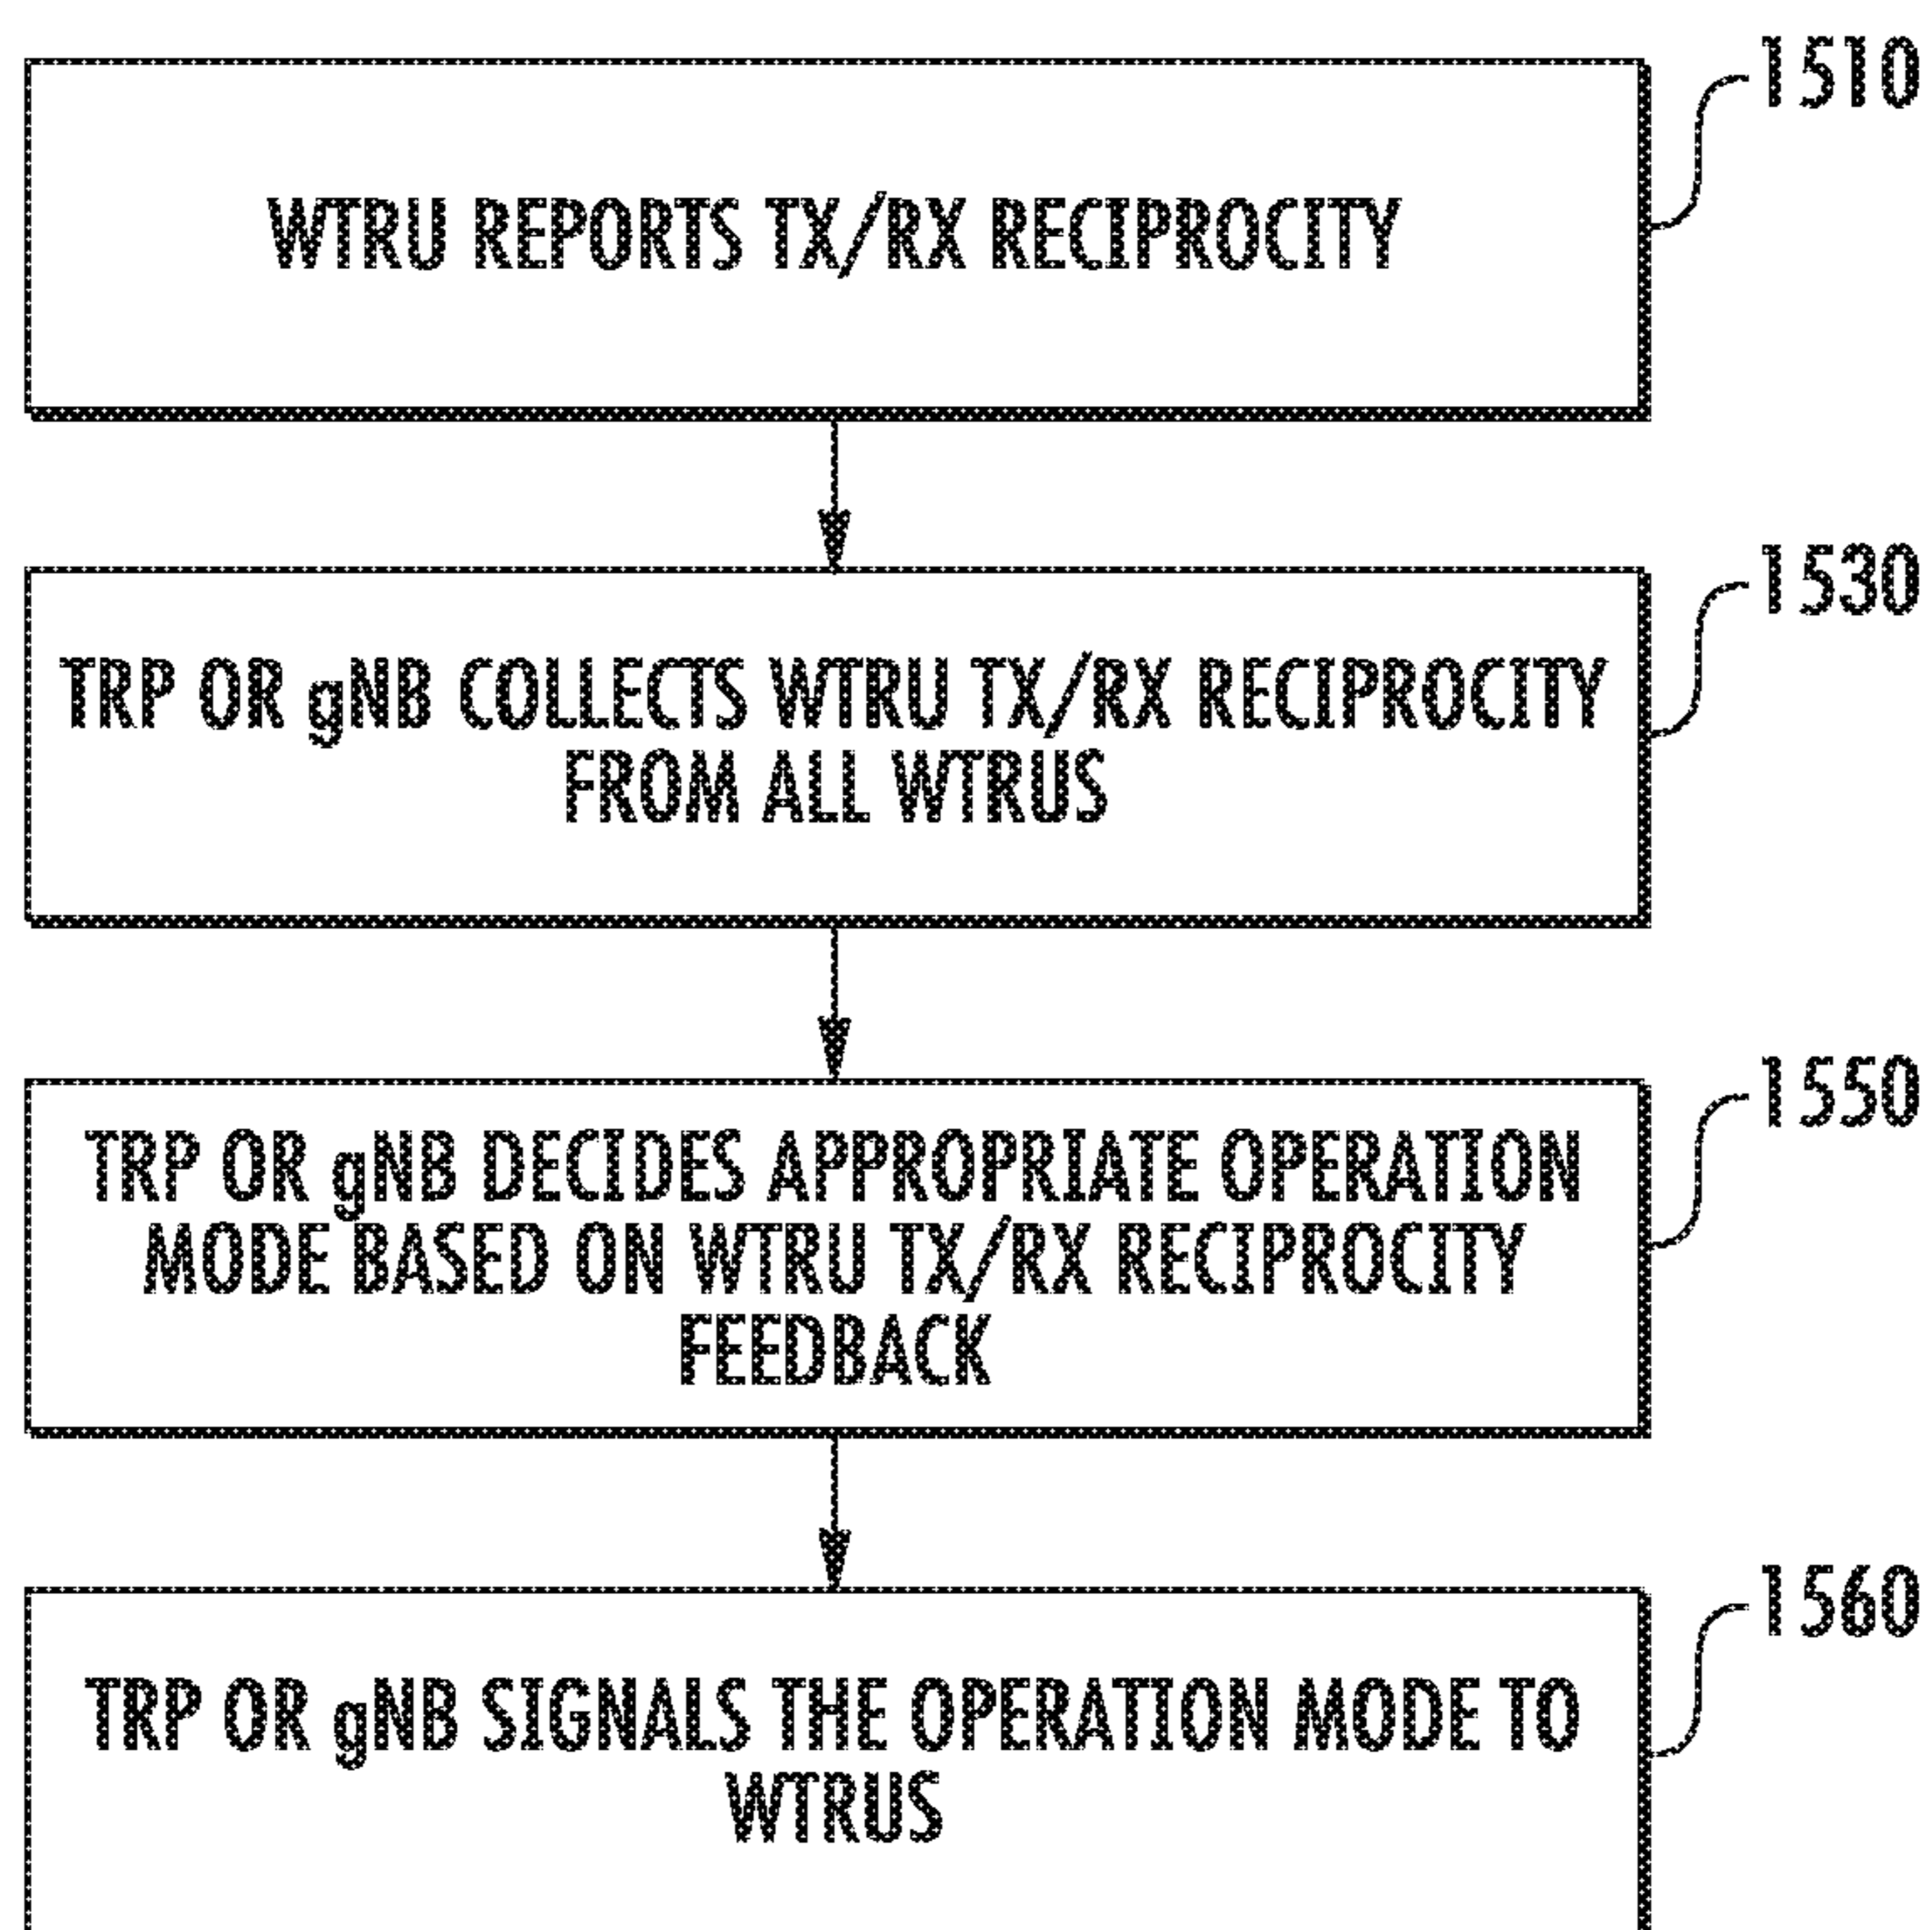 1510
WTRU REPORTS TX/RX RECIPROCITY
1530
TRP OR gNB COLLECTS WTRU TX/RX RECIPROCITY
FROM ALL WTRUS
1550
TRP OR gNB DECIDES APPROPRIATE OPERATION
MODE BASED ON WTRU TX/RX RECIPROCITY
FEEDBACK
1560
TRP OR gNB SIGNALS THE OPERATION MODE TO
WTRUS